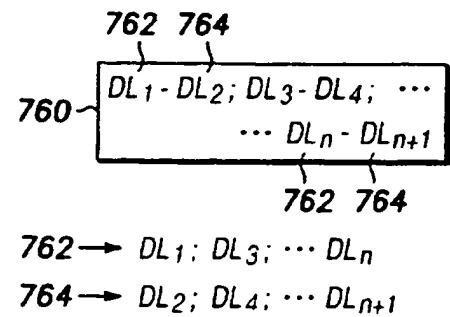 762 764
DL₁ - DL₂; DL₃ - DL₄; ···
760
··· DLₙ - DLₙ₊₁
762 764
762 → DL₁; DL₃; ··· DLₙ
764 → DL₂; DL₄; ··· DLₙ₊₁